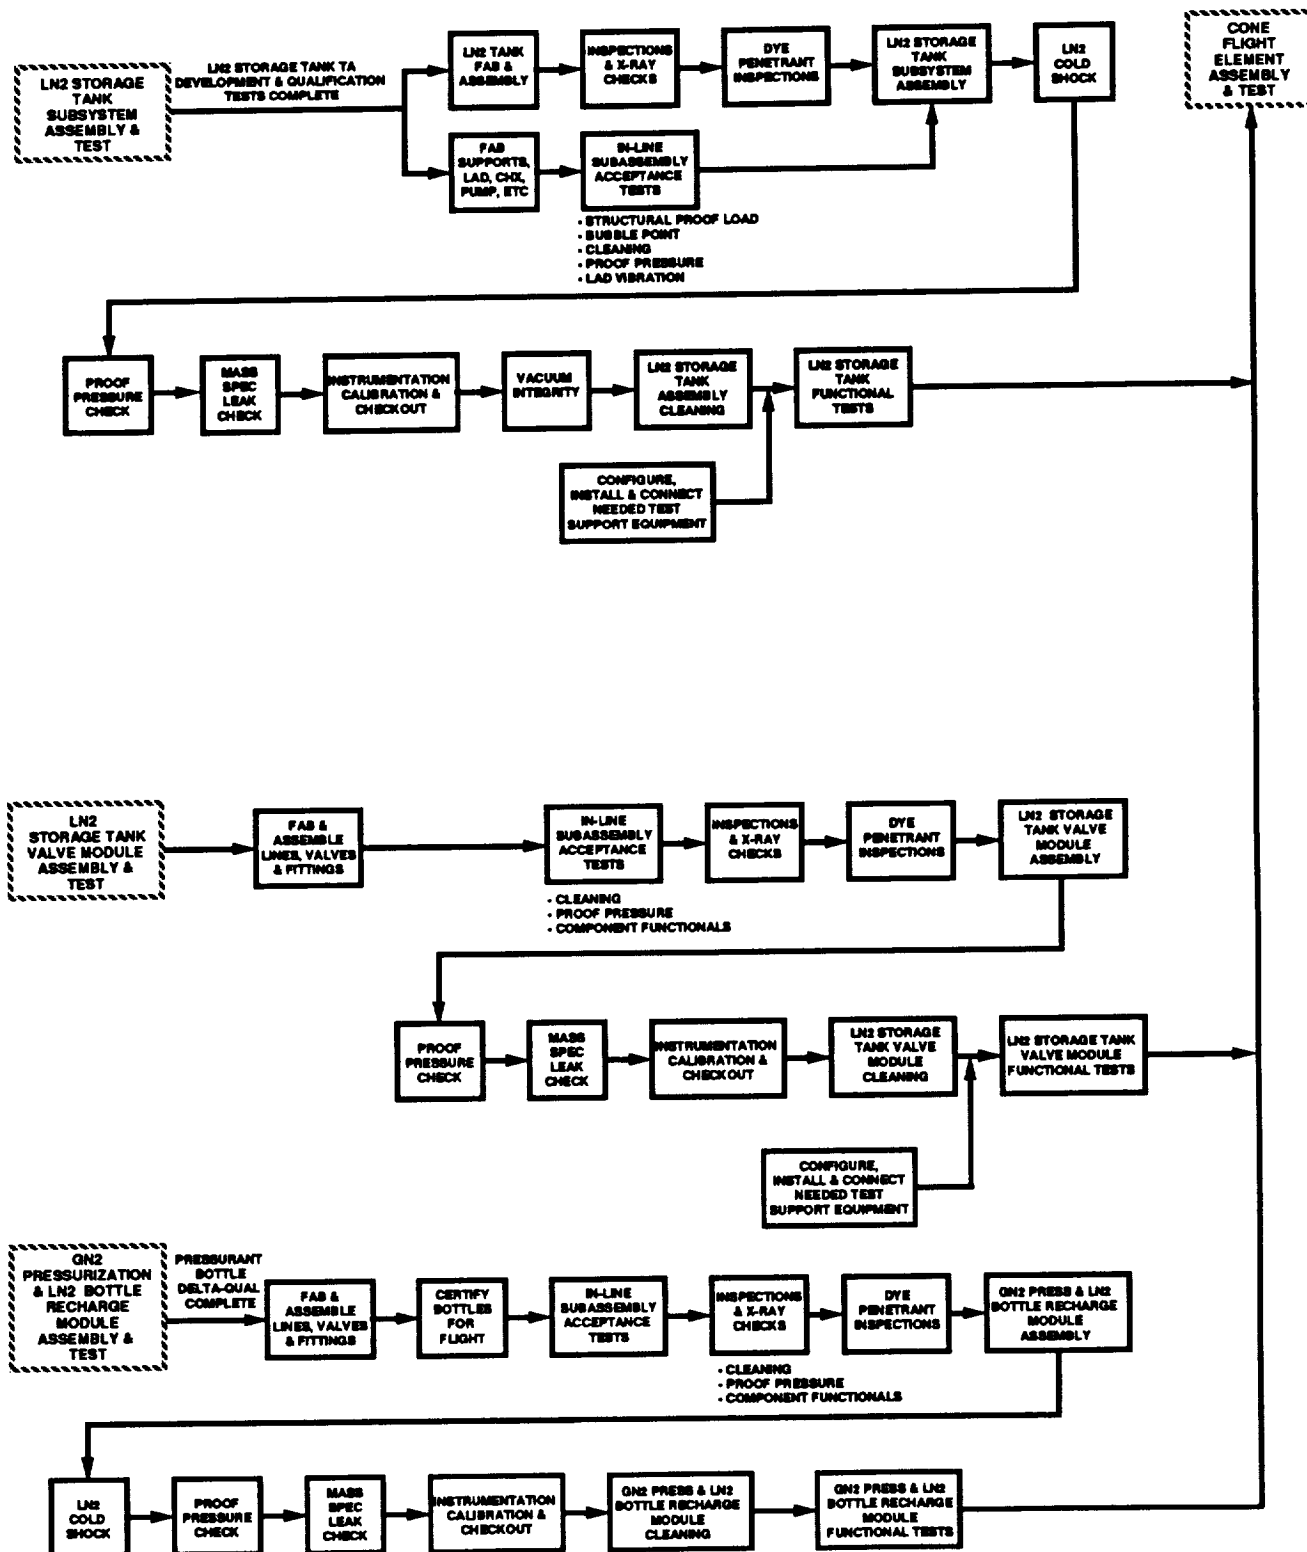 LN2 STORAGE
TANK
SUBSYSTEM
ASSEMBLY &
TEST
LN2 STORAGE TANK TA
DEVELOPMENT & QUALIFICATION
TESTS COMPLETE
LN2 TANK
FAB &
ASSEMBLY
INSPECTIONS
& X-RAY
CHECKS
DYE
PENETRANT
INSPECTIONS
LN2 STORAGE
TANK
SUBSYSTEM
ASSEMBLY
LN2
COLD
SHOCK
CONE
FLIGHT
ELEMENT
ASSEMBLY
& TEST
FAB
SUPPORTS,
LAD, CHX,
PUMP, ETC
IN-LINE
SUBASSEMBLY
ACCEPTANCE
TESTS
- STRUCTURAL PROOF LOAD
- BUBBLE POINT
- CLEANING
- PROOF PRESSURE
- LAD VIBRATION
PROOF
PRESSURE
CHECK
MASS
SPEC
LEAK
CHECK
INSTRUMENTATION
CALIBRATION &
CHECKOUT
VACUUM
INTEGRITY
LN2 STORAGE
TANK
ASSEMBLY
CLEANING
LN2 STORAGE
TANK
FUNCTIONAL
TESTS
CONFIGURE,
INSTALL & CONNECT
NEEDED TEST
SUPPORT EQUIPMENT
LN2
STORAGE TANK
VALVE MODULE
ASSEMBLY &
TEST
FAB &
ASSEMBLE
LINES, VALVES
& FITTINGS
IN-LINE
SUBASSEMBLY
ACCEPTANCE
TESTS
- CLEANING
- PROOF PRESSURE
- COMPONENT FUNCTIONALS
INSPECTIONS
& X-RAY
CHECKS
DYE
PENETRANT
INSPECTIONS
LN2 STORAGE
TANK VALVE
MODULE
ASSEMBLY
PROOF
PRESSURE
CHECK
MASS
SPEC
LEAK
CHECK
INSTRUMENTATION
CALIBRATION &
CHECKOUT
LN2 STORAGE
TANK VALVE
MODULE
CLEANING
LN2 STORAGE TANK
VALVE MODULE
FUNCTIONAL TESTS
CONFIGURE,
INSTALL & CONNECT
NEEDED TEST
SUPPORT EQUIPMENT
GN2
PRESSURIZATION
& LN2 BOTTLE
RECHARGE
MODULE
ASSEMBLY &
TEST
PRESSURANT
BOTTLE
DELTA-QUAL
COMPLETE
FAB &
ASSEMBLE
LINES, VALVES
& FITTINGS
CERTIFY
BOTTLES
FOR
FLIGHT
IN-LINE
SUBASSEMBLY
ACCEPTANCE
TESTS
INSPECTIONS
& X-RAY
CHECKS
- CLEANING
- PROOF PRESSURE
- COMPONENT FUNCTIONALS
DYE
PENETRANT
INSPECTIONS
GN2 PRESS & LN2
BOTTLE RECHARGE
MODULE
ASSEMBLY
LN2
COLD
SHOCK
PROOF
PRESSURE
CHECK
MASS
SPEC
LEAK
CHECK
INSTRUMENTATION
CALIBRATION &
CHECKOUT
GN2 PRESS & LN2
BOTTLE RECHARGE
MODULE
CLEANING
GN2 PRESS & LN2
BOTTLE RECHARGE
MODULE
FUNCTIONAL TESTS